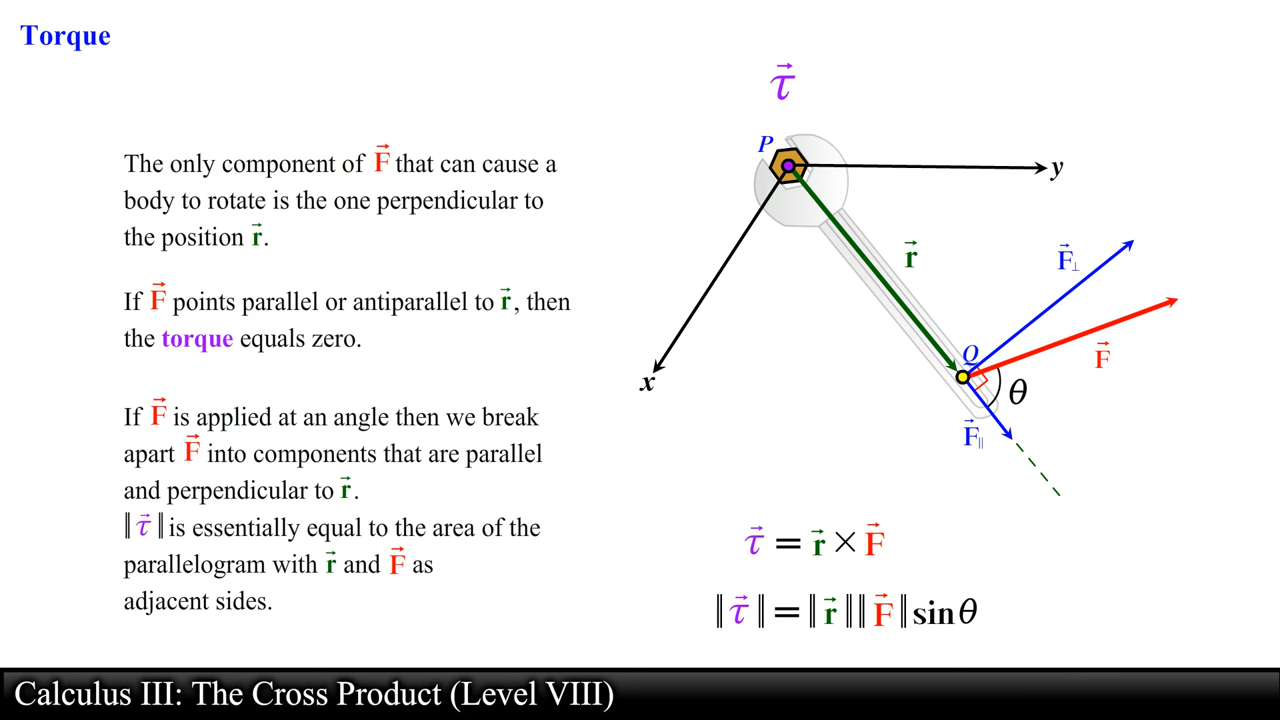 Torque
The only component of F⃗ that can cause a
body to rotate is the one perpendicular to
the position r⃗.
If F⃗ points parallel or antiparallel to r⃗, then
the torque equals zero.
If F⃗ is applied at an angle then we break
apart F⃗ into components that are parallel
and perpendicular to r⃗.
‖τ⃗‖ is essentially equal to the area of the
parallelogram with r⃗ and F⃗ as
adjacent sides.
τ⃗
P
y
r⃗
F⃗⊥
Q
F⃗
x
θ
F⃗∥
τ⃗ = r⃗ × F⃗
‖τ⃗‖ = ‖r⃗‖‖F⃗‖ sin θ
Calculus III: The Cross Product (Level VIII)